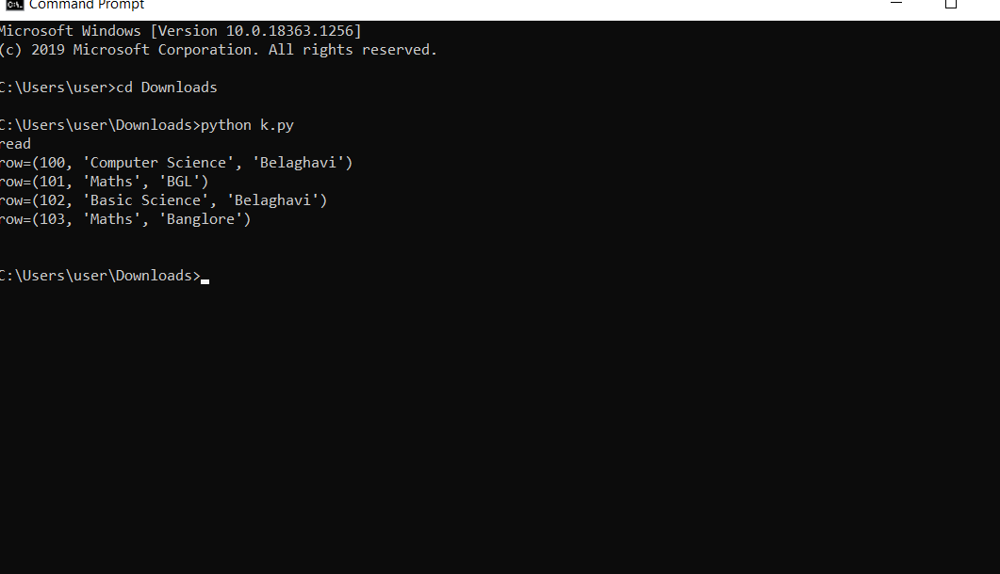 Command Prompt
Microsoft Windows [Version 10.0.18363.1256]
(c) 2019 Microsoft Corporation. All rights reserved.
C:\Users\user>cd Downloads
C:\Users\user\Downloads>python k.py
read
row=(100, 'Computer Science', 'Belaghavi')
row=(101, 'Maths', 'BGL')
row=(102, 'Basic Science', 'Belaghavi')
row=(103, 'Maths', 'Banglore')
C:\Users\user\Downloads>